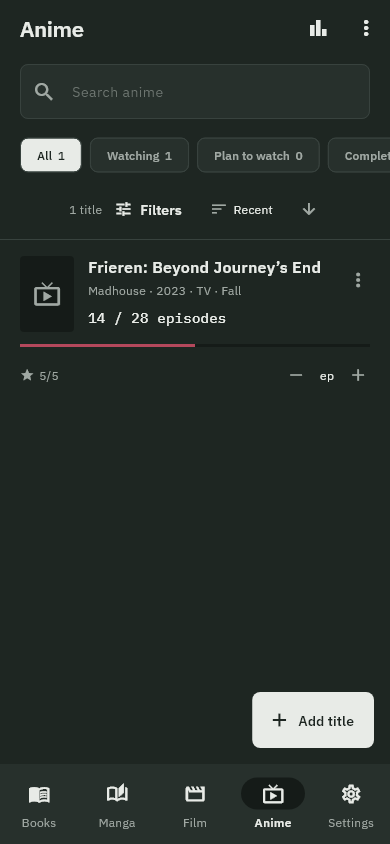 Anime
Search anime
All 1 Watching 1 Plan to watch 0 Complet
1 title Filters Recent
Frieren: Beyond Journey’s End
Madhouse · 2023 · TV · Fall
14 / 28 episodes
5/5 ep
Add title
Books Manga Film Anime Settings